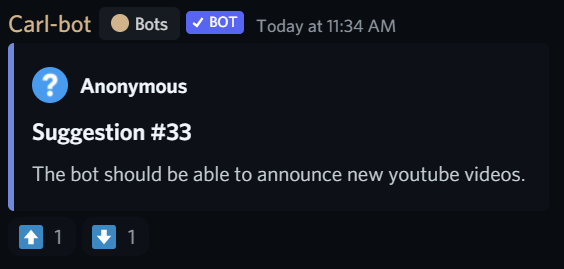 Carl-bot Bots ✓ BOT Today at 11:34 AM
? Anonymous
Suggestion #33
The bot should be able to announce new youtube videos.
1 1